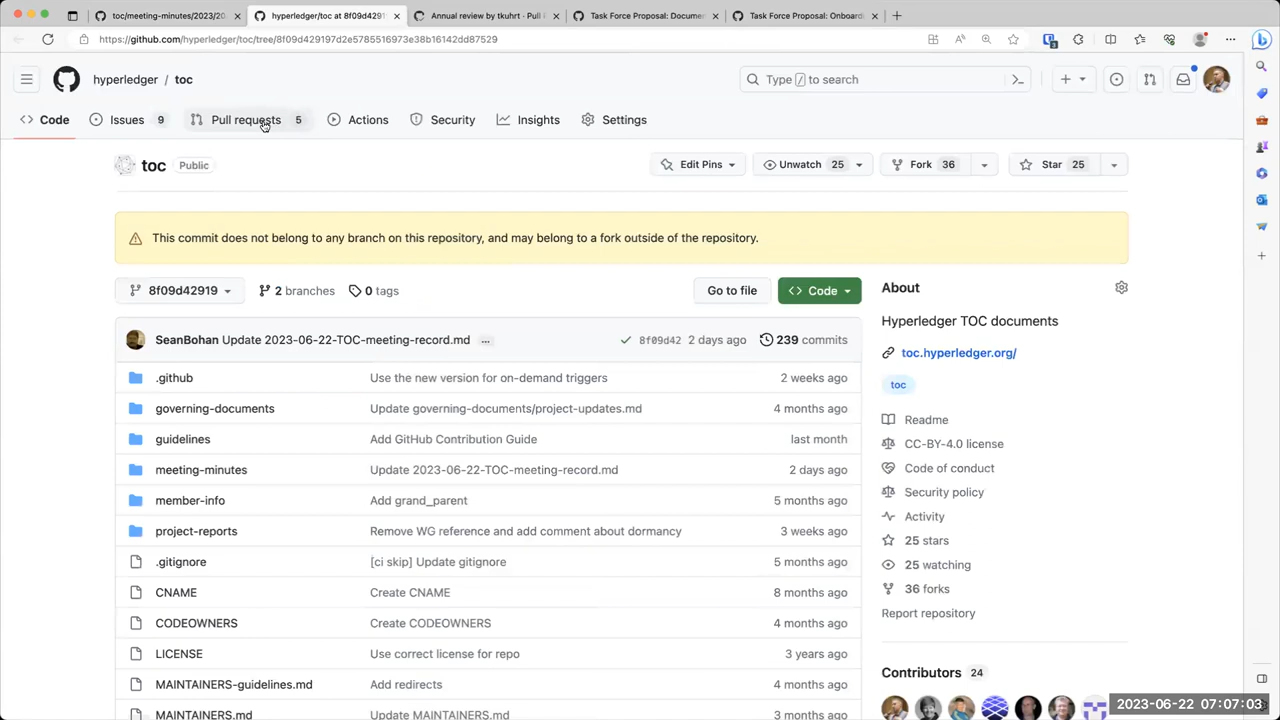 toc/meeting-minutes/2023/20
hyperledger/toc at 8f09d4291
Annual review by tkuhrt · Pull
Task Force Proposal: Documen
Task Force Proposal: Onboardi
https://github.com/hyperledger/toc/tree/8f09d429197d2e5785516973e38b16142dd87529
hyperledger / toc
Type / to search
Code
Issues 9
Pull requests 5
Actions
Security
Insights
Settings
toc Public
Edit Pins
Unwatch 25
Fork 36
Star 25
This commit does not belong to any branch on this repository, and may belong to a fork outside of the repository.
8f09d42919
2 branches
0 tags
Go to file
Code
SeanBohan Update 2023-06-22-TOC-meeting-record.md ... 8f09d42 2 days ago 239 commits
.github Use the new version for on-demand triggers 2 weeks ago
governing-documents Update governing-documents/project-updates.md 4 months ago
guidelines Add GitHub Contribution Guide last month
meeting-minutes Update 2023-06-22-TOC-meeting-record.md 2 days ago
member-info Add grand_parent 5 months ago
project-reports Remove WG reference and add comment about dormancy 3 weeks ago
.gitignore [ci skip] Update gitignore 5 months ago
CNAME Create CNAME 8 months ago
CODEOWNERS Create CODEOWNERS 4 months ago
LICENSE Use correct license for repo 3 years ago
MAINTAINERS-guidelines.md Add redirects 4 months ago
MAINTAINERS.md Update MAINTAINERS.md 3 months ago
About
Hyperledger TOC documents
toc.hyperledger.org/
toc
Readme
CC-BY-4.0 license
Code of conduct
Security policy
Activity
25 stars
25 watching
36 forks
Report repository
Contributors 24
2023-06-22 07:07:03